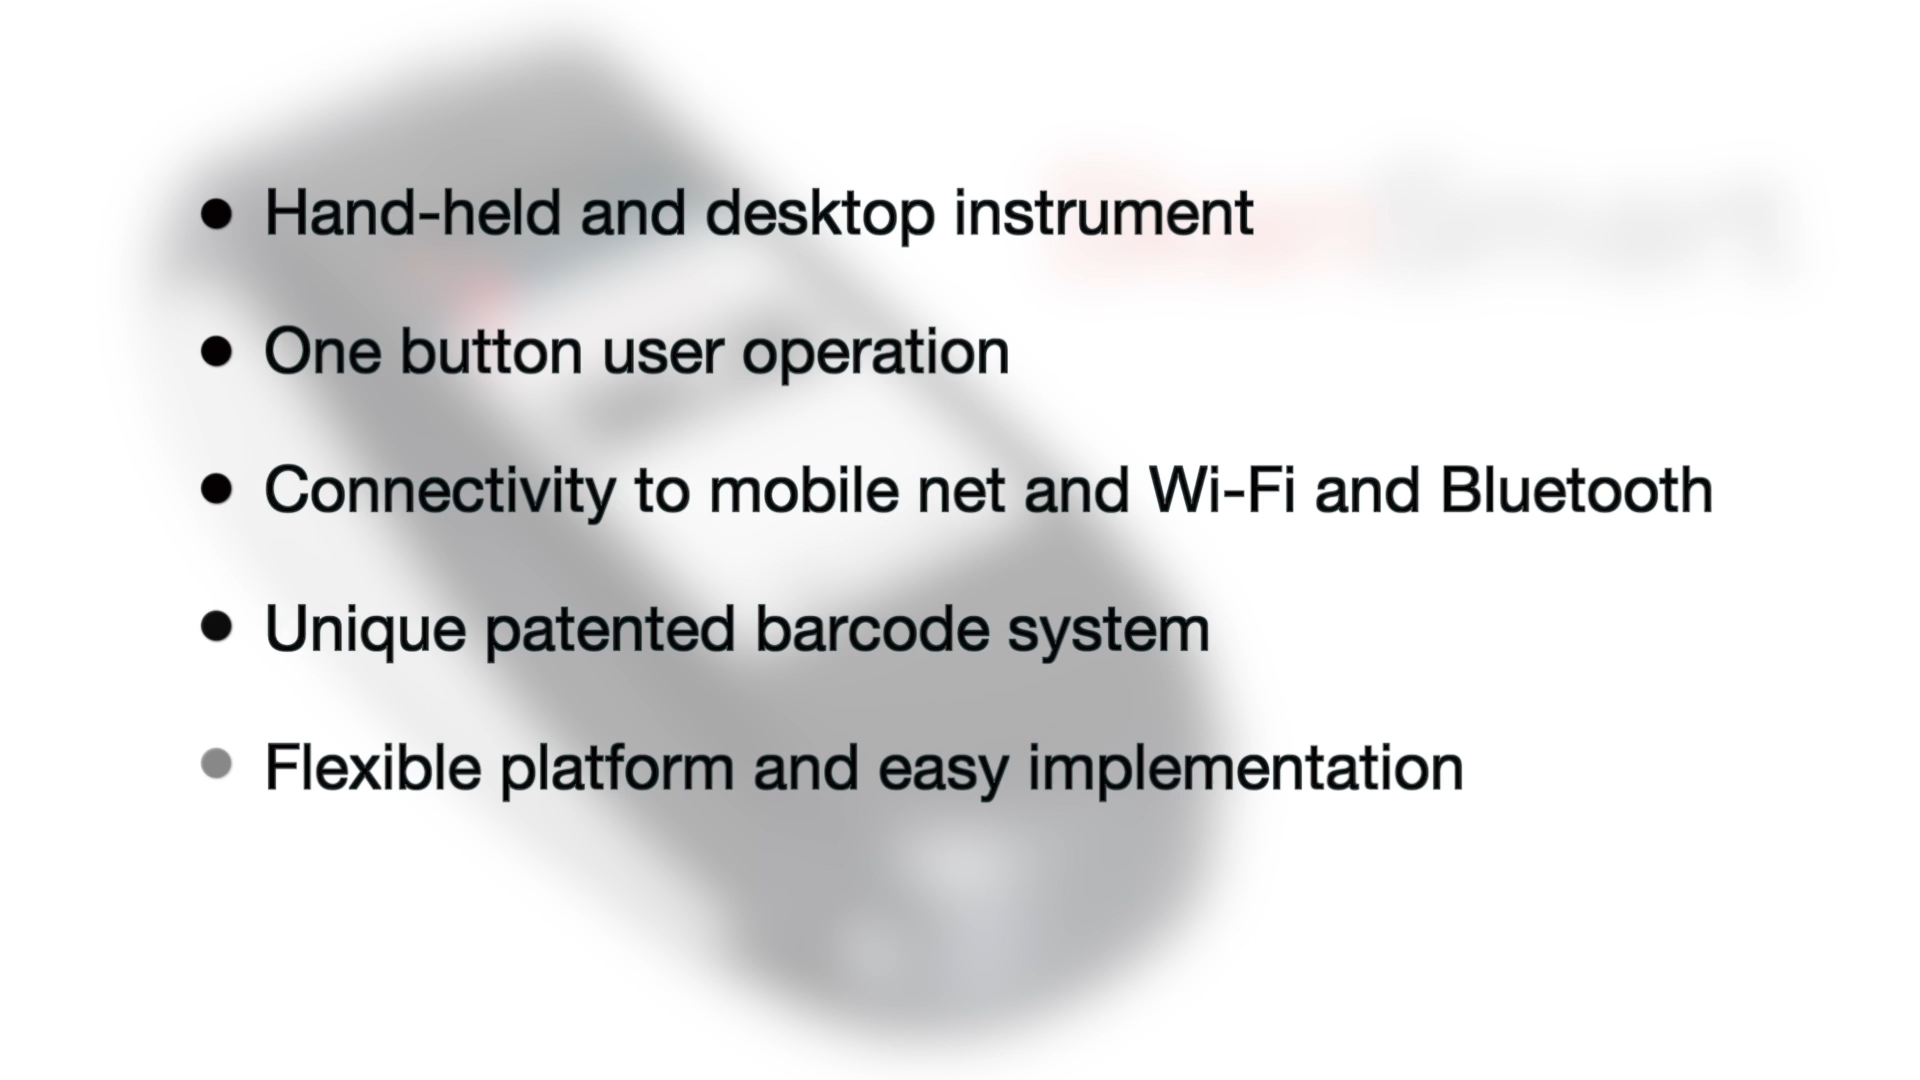 ● Hand-held and desktop instrument
● One button user operation
● Connectivity to mobile net and Wi-Fi and Bluetooth
● Unique patented barcode system
● Flexible platform and easy implementation